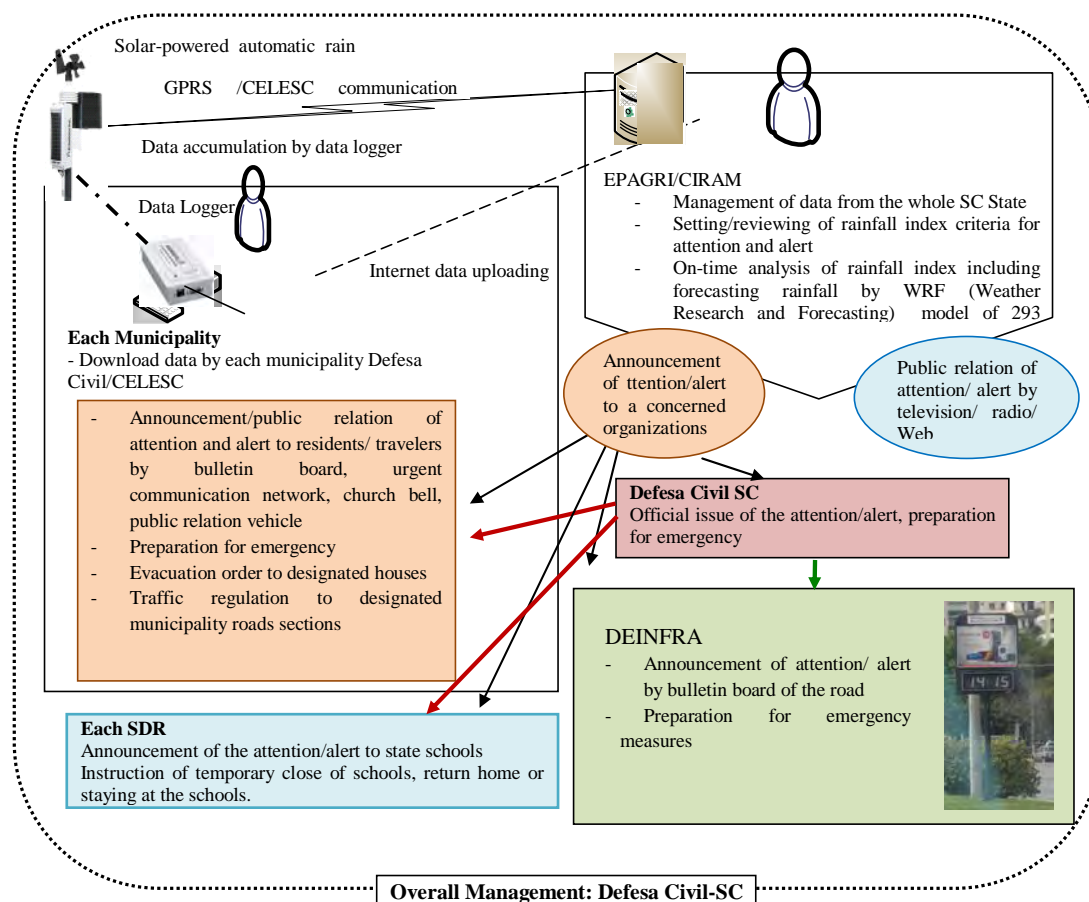 Solar-powered automatic rain
GPRS /CELESC communication
Data accumulation by data logger
Data Logger
Internet data uploading
EPAGRI/CIRAM
- Management of data from the whole SC State
- Setting/reviewing of rainfall index criteria for
attention and alert
- On-time analysis of rainfall index including
forecasting rainfall by WRF (Weather
Research and Forecasting) model of 293
Each Municipality
- Download data by each municipality Defesa
Civil/CELESC
- Announcement/public relation of
attention and alert to residents/ travelers
by bulletin board, urgent
communication network, church bell,
public relation vehicle
- Preparation for emergency
- Evacuation order to designated houses
- Traffic regulation to designated
municipality roads sections
Announcement
of ttention/alert
to a concerned
organizations
Public relation of
attention/ alert by
television/ radio/
Web
Defesa Civil SC
Official issue of the attention/alert, preparation
for emergency
DEINFRA
- Announcement of attention/ alert
by bulletin board of the road
- Preparation for emergency
measures
14:15
Each SDR
Announcement of the attention/alert to state schools
Instruction of temporary close of schools, return home or
staying at the schools.
Overall Management: Defesa Civil-SC